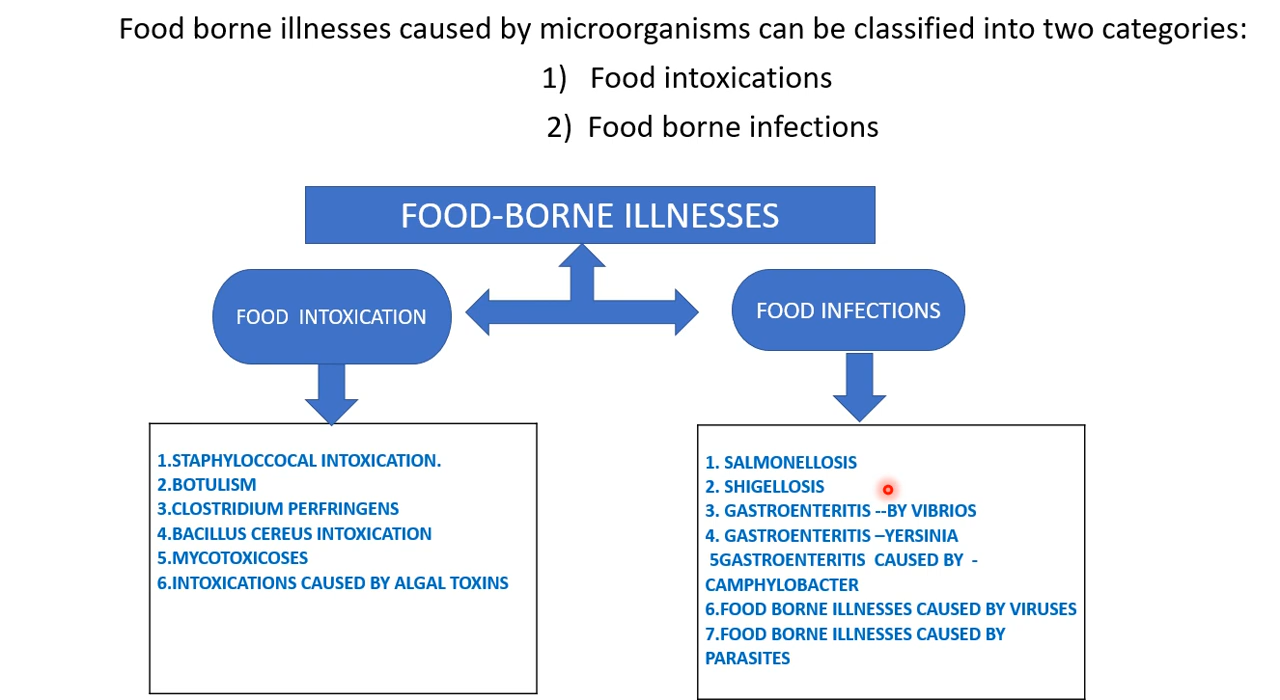 Food borne illnesses caused by microorganisms can be classified into two categories:
1) Food intoxications
2) Food borne infections
FOOD-BORNE ILLNESSES
FOOD INTOXICATION
FOOD INFECTIONS
1.STAPHYLOCCOCAL INTOXICATION.
2.BOTULISM
3.CLOSTRIDIUM PERFRINGENS
4.BACILLUS CEREUS INTOXICATION
5.MYCOTOXICOSES
6.INTOXICATIONS CAUSED BY ALGAL TOXINS
1. SALMONELLOSIS
2. SHIGELLOSIS
3. GASTROENTERITIS --BY VIBRIOS
4. GASTROENTERITIS –YERSINIA
5GASTROENTERITIS CAUSED BY -
CAMPHYLOBACTER
6.FOOD BORNE ILLNESSES CAUSED BY VIRUSES
7.FOOD BORNE ILLNESSES CAUSED BY
PARASITES